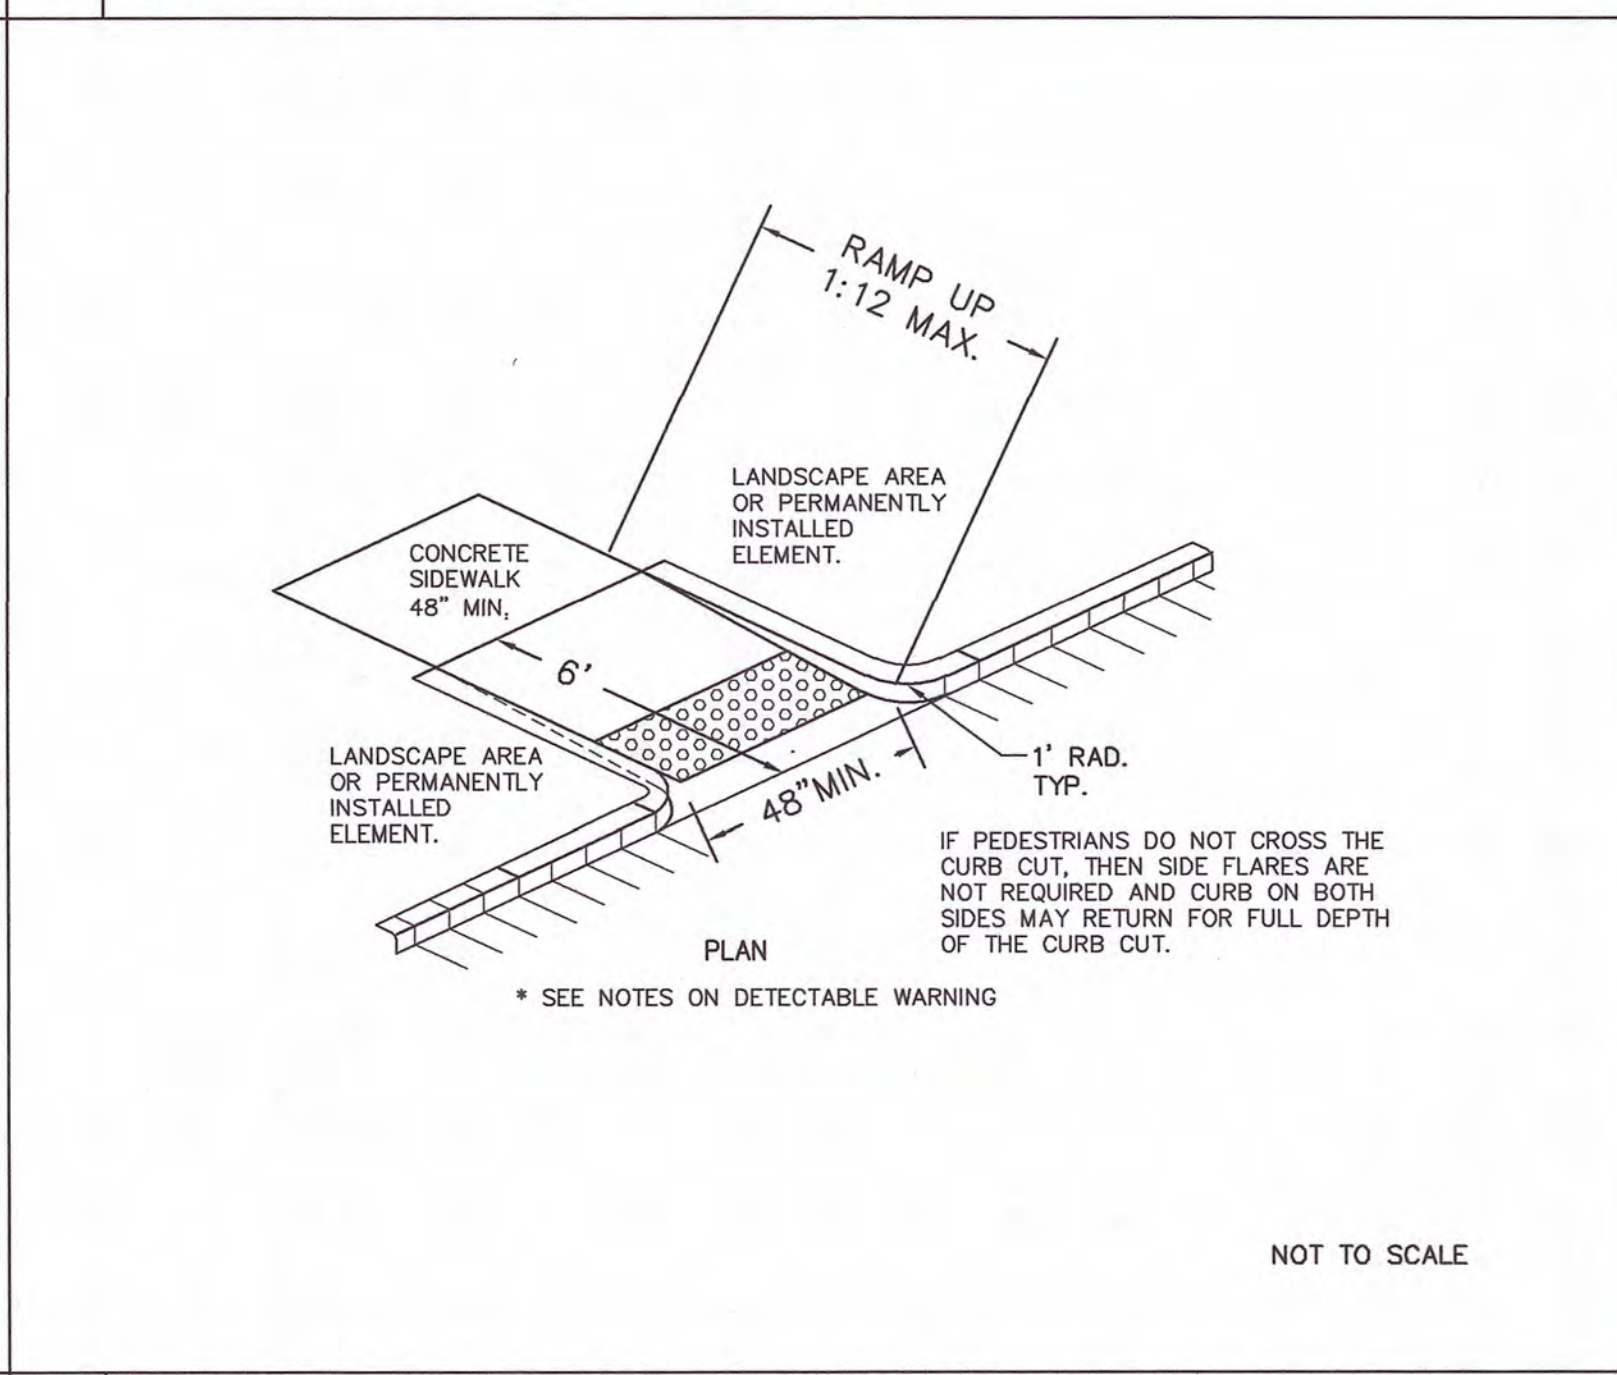 RAMP UP
1:12 MAX.
LANDSCAPE AREA
OR PERMANENTLY
INSTALLED
ELEMENT.
CONCRETE
SIDEWALK
48" MIN.
6'
LANDSCAPE AREA
OR PERMANENTLY
INSTALLED
ELEMENT.
48"MIN.
1' RAD.
TYP.
IF PEDESTRIANS DO NOT CROSS THE
CURB CUT, THEN SIDE FLARES ARE
NOT REQUIRED AND CURB ON BOTH
SIDES MAY RETURN FOR FULL DEPTH
OF THE CURB CUT.
PLAN
* SEE NOTES ON DETECTABLE WARNING
NOT TO SCALE